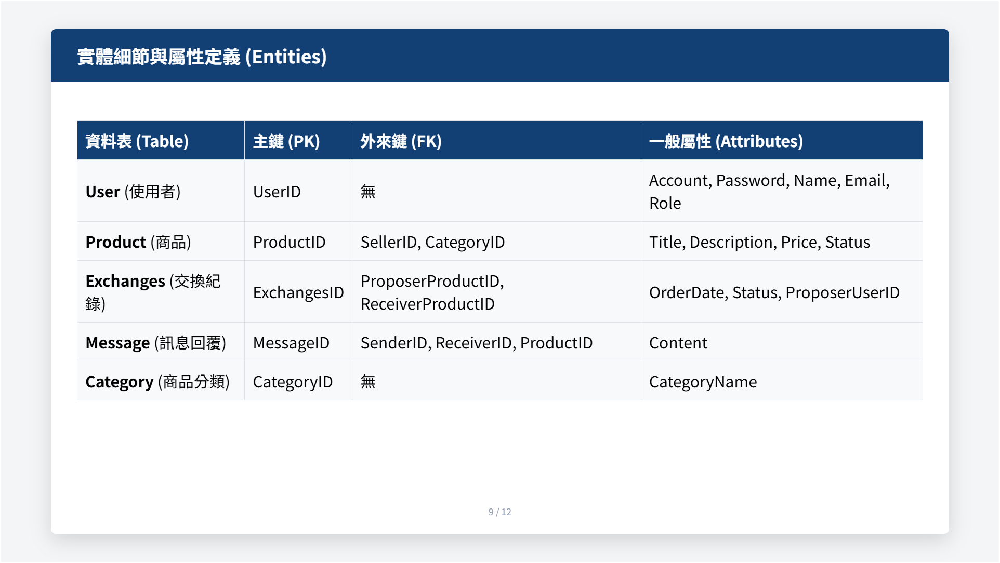 實體細節與屬性定義 (Entities)
資料表 (Table) 主鍵 (PK) 外來鍵 (FK) 一般屬性 (Attributes)
User (使用者) UserID 無 Account, Password, Name, Email,
Role
Product (商品) ProductID SellerID, CategoryID Title, Description, Price, Status
Exchanges (交換紀
錄)
ExchangesID
ProposerProductID,
ReceiverProductID
OrderDate, Status, ProposerUserID
Message (訊息回覆) MessageID SenderID, ReceiverID, ProductID Content
Category (商品分類) CategoryID 無 CategoryName
9 / 12